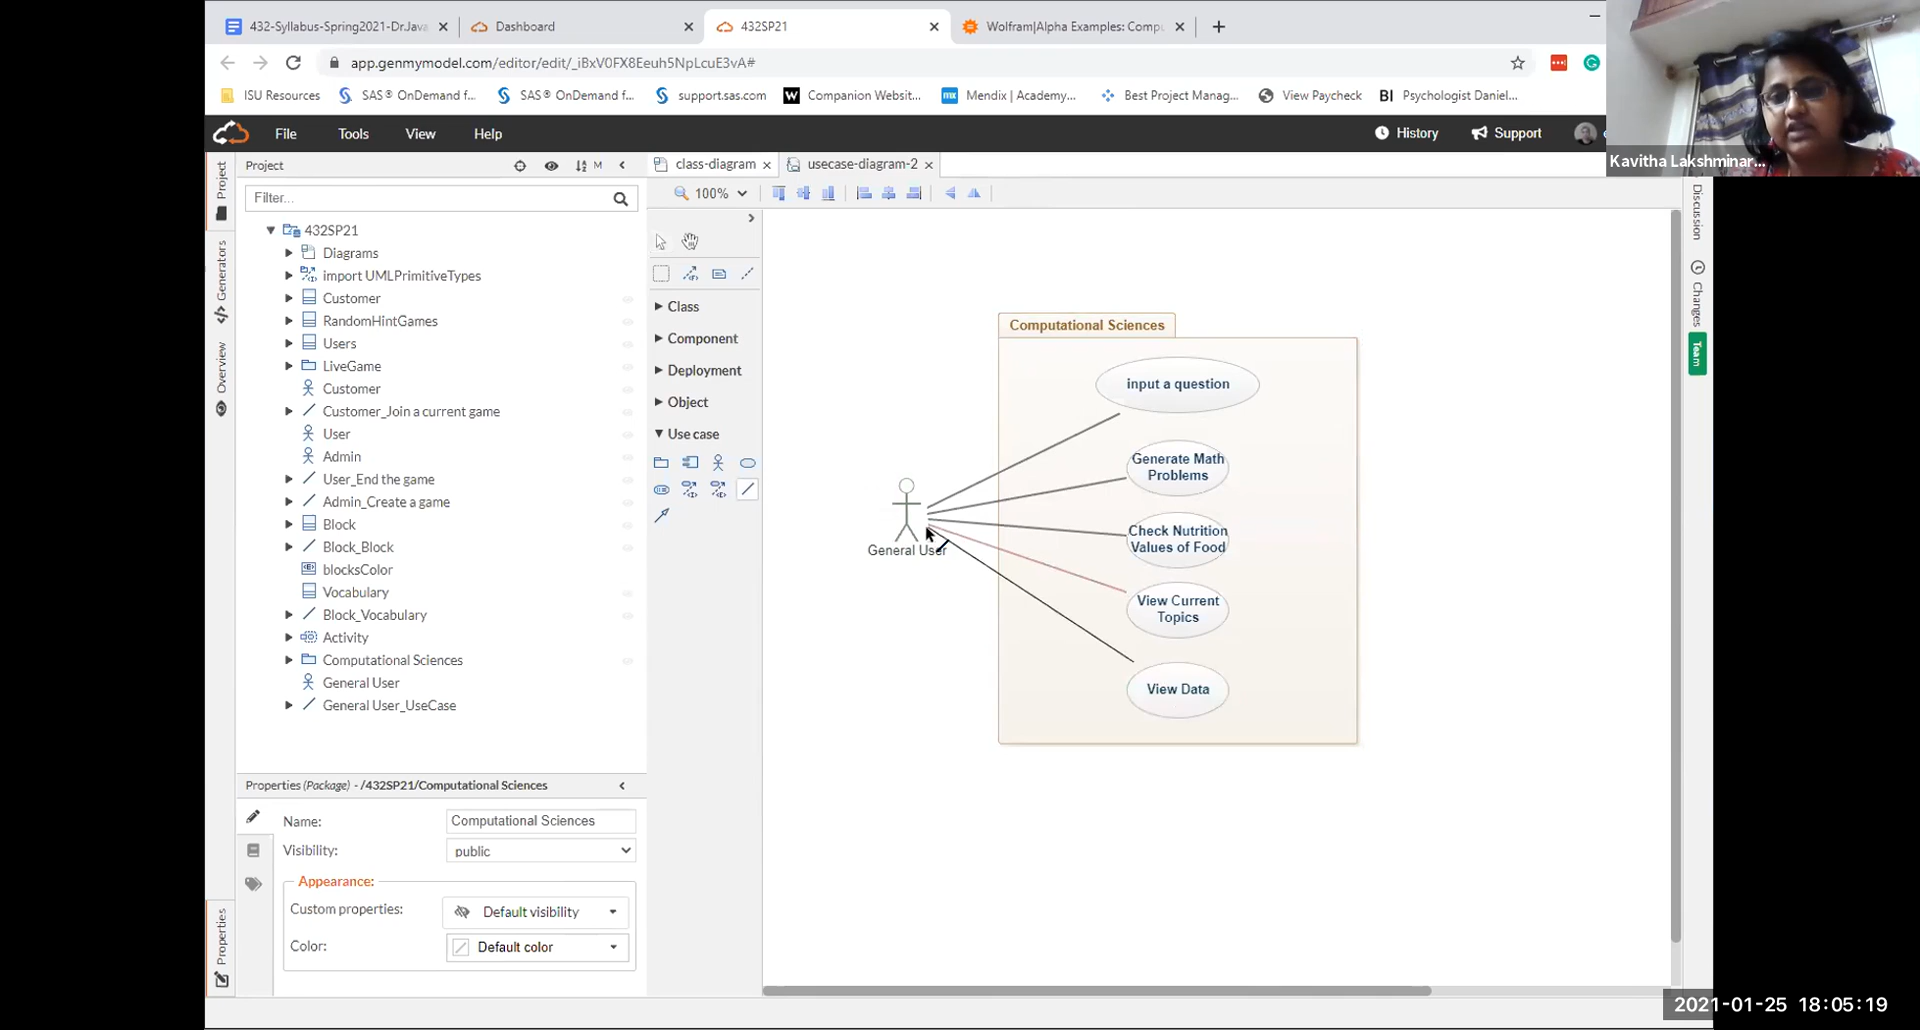 432-Syllabus-Spring2021-DrJava
Dashboard
432SP21
Wolfram|Alpha Examples: Compu
app.genmymodel.com/editor/edit/_iBxV0FX8Eeuh5NpLcuE3vA#
ISU Resources
SAS® OnDemand f...
SAS® OnDemand f...
support.sas.com
W
Companion Websit...
mx
Mendix | Academy...
Best Project Manag...
View Paycheck
BI
Psychologist Daniel...
File
Tools
View
Help
History
Support
Kavitha Lakshminar...
Project
M
class-diagram
usecase-diagram-2
Filter...
100%
Project
Generators
Overview
Properties
432SP21
Diagrams
import UMLPrimitiveTypes
Customer
RandomHintGames
Users
LiveGame
Customer
Customer_Join a current game
User
Admin
User_End the game
Admin_Create a game
Block
Block_Block
blocksColor
Vocabulary
Block_Vocabulary
Activity
Computational Sciences
General User
General User_UseCase
Class
Component
Deployment
Object
Use case
Computational Sciences
input a question
Generate Math
Problems
Check Nutrition
Values of Food
View Current
Topics
View Data
General User
Discussion
Changes
Team
Properties (Package) - /432SP21/Computational Sciences
Name:
Computational Sciences
Visibility:
public
Appearance:
Custom properties:
Default visibility
Color:
Default color
2021-01-25 18:05:19